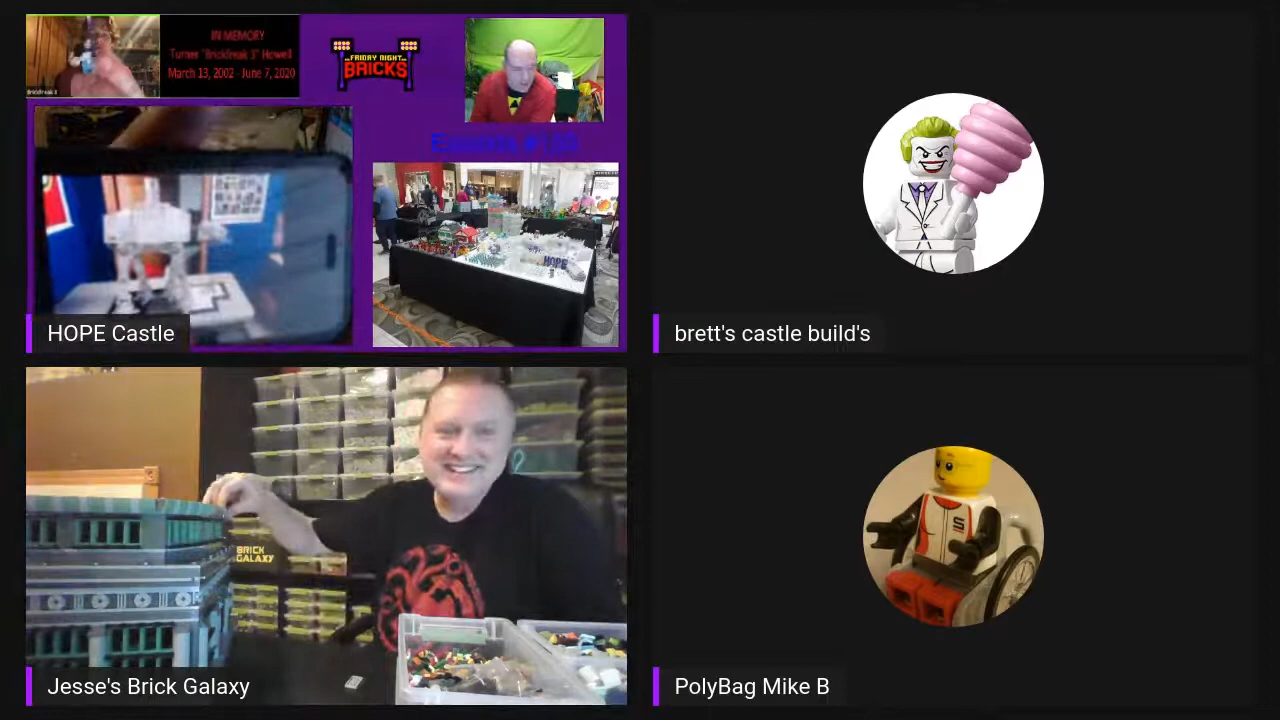 IN MEMORY
Turner "Brickfreak 3" Howell
March 13, 2002 - June 7, 2020
FRIDAY NIGHT
BRICKS
HOPE
HOPE Castle
brett's castle build's
BRICK
GALAXY
S
Jesse's Brick Galaxy
PolyBag Mike B